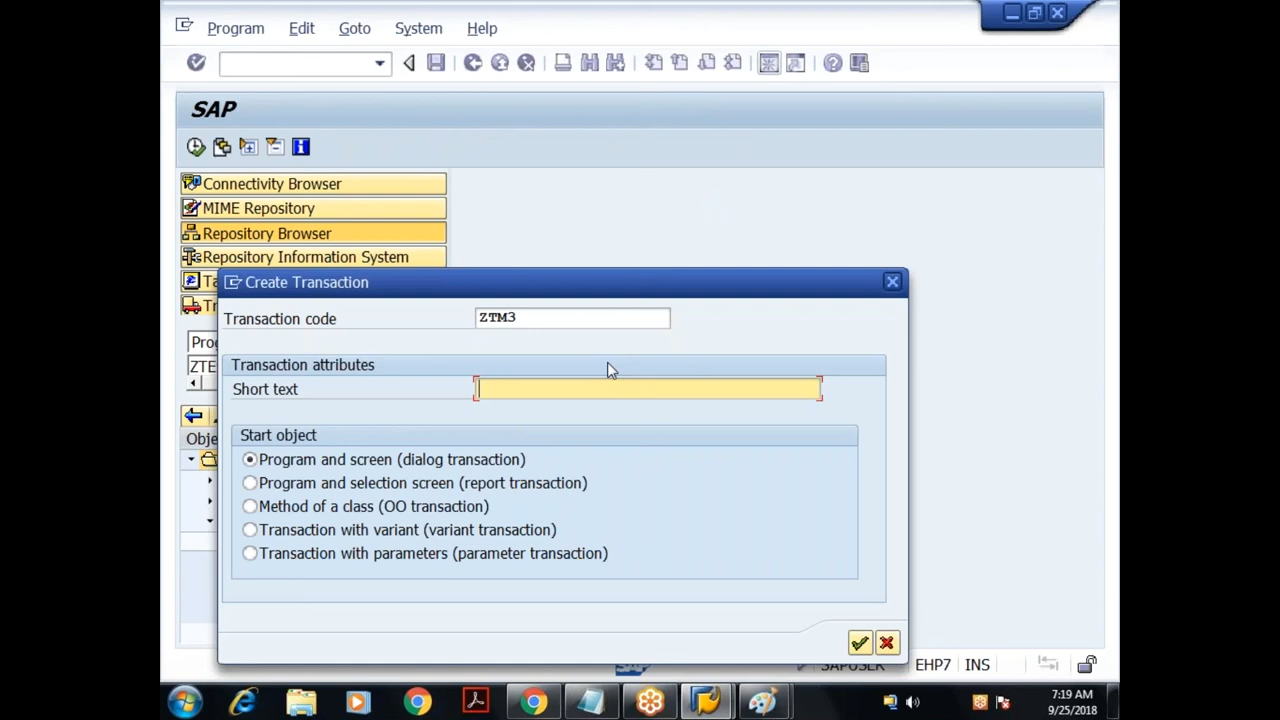 Program Edit Goto System Help
SAP
Connectivity Browser
MIME Repository
Repository Browser
Repository Information System
Create Transaction
Transaction code ZTM3
Transaction attributes
Short text
Start object
Program and screen (dialog transaction)
Program and selection screen (report transaction)
Method of a class (OO transaction)
Transaction with variant (variant transaction)
Transaction with parameters (parameter transaction)
EHP7 INS
7:19 AM
9/25/2018